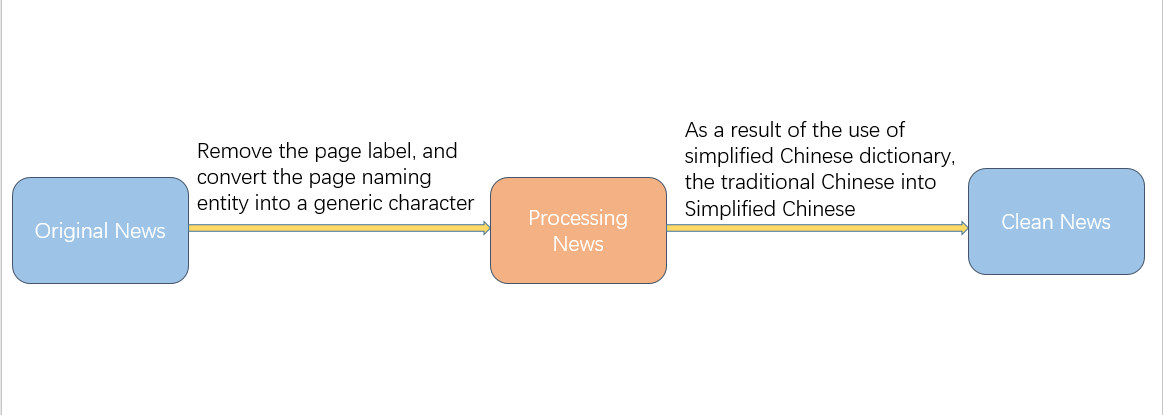 Original News
Remove the page label, and
convert the page naming
entity into a generic character
Processing
News
As a result of the use of
simplified Chinese dictionary,
the traditional Chinese into
Simplified Chinese
Clean News